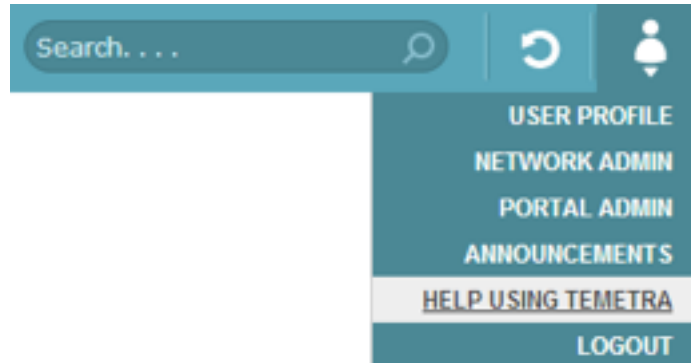 Search. . . .
USER PROFILE
NETWORK ADMIN
PORTAL ADMIN
ANNOUNCEMENTS
HELP USING TEMETRA
LOGOUT